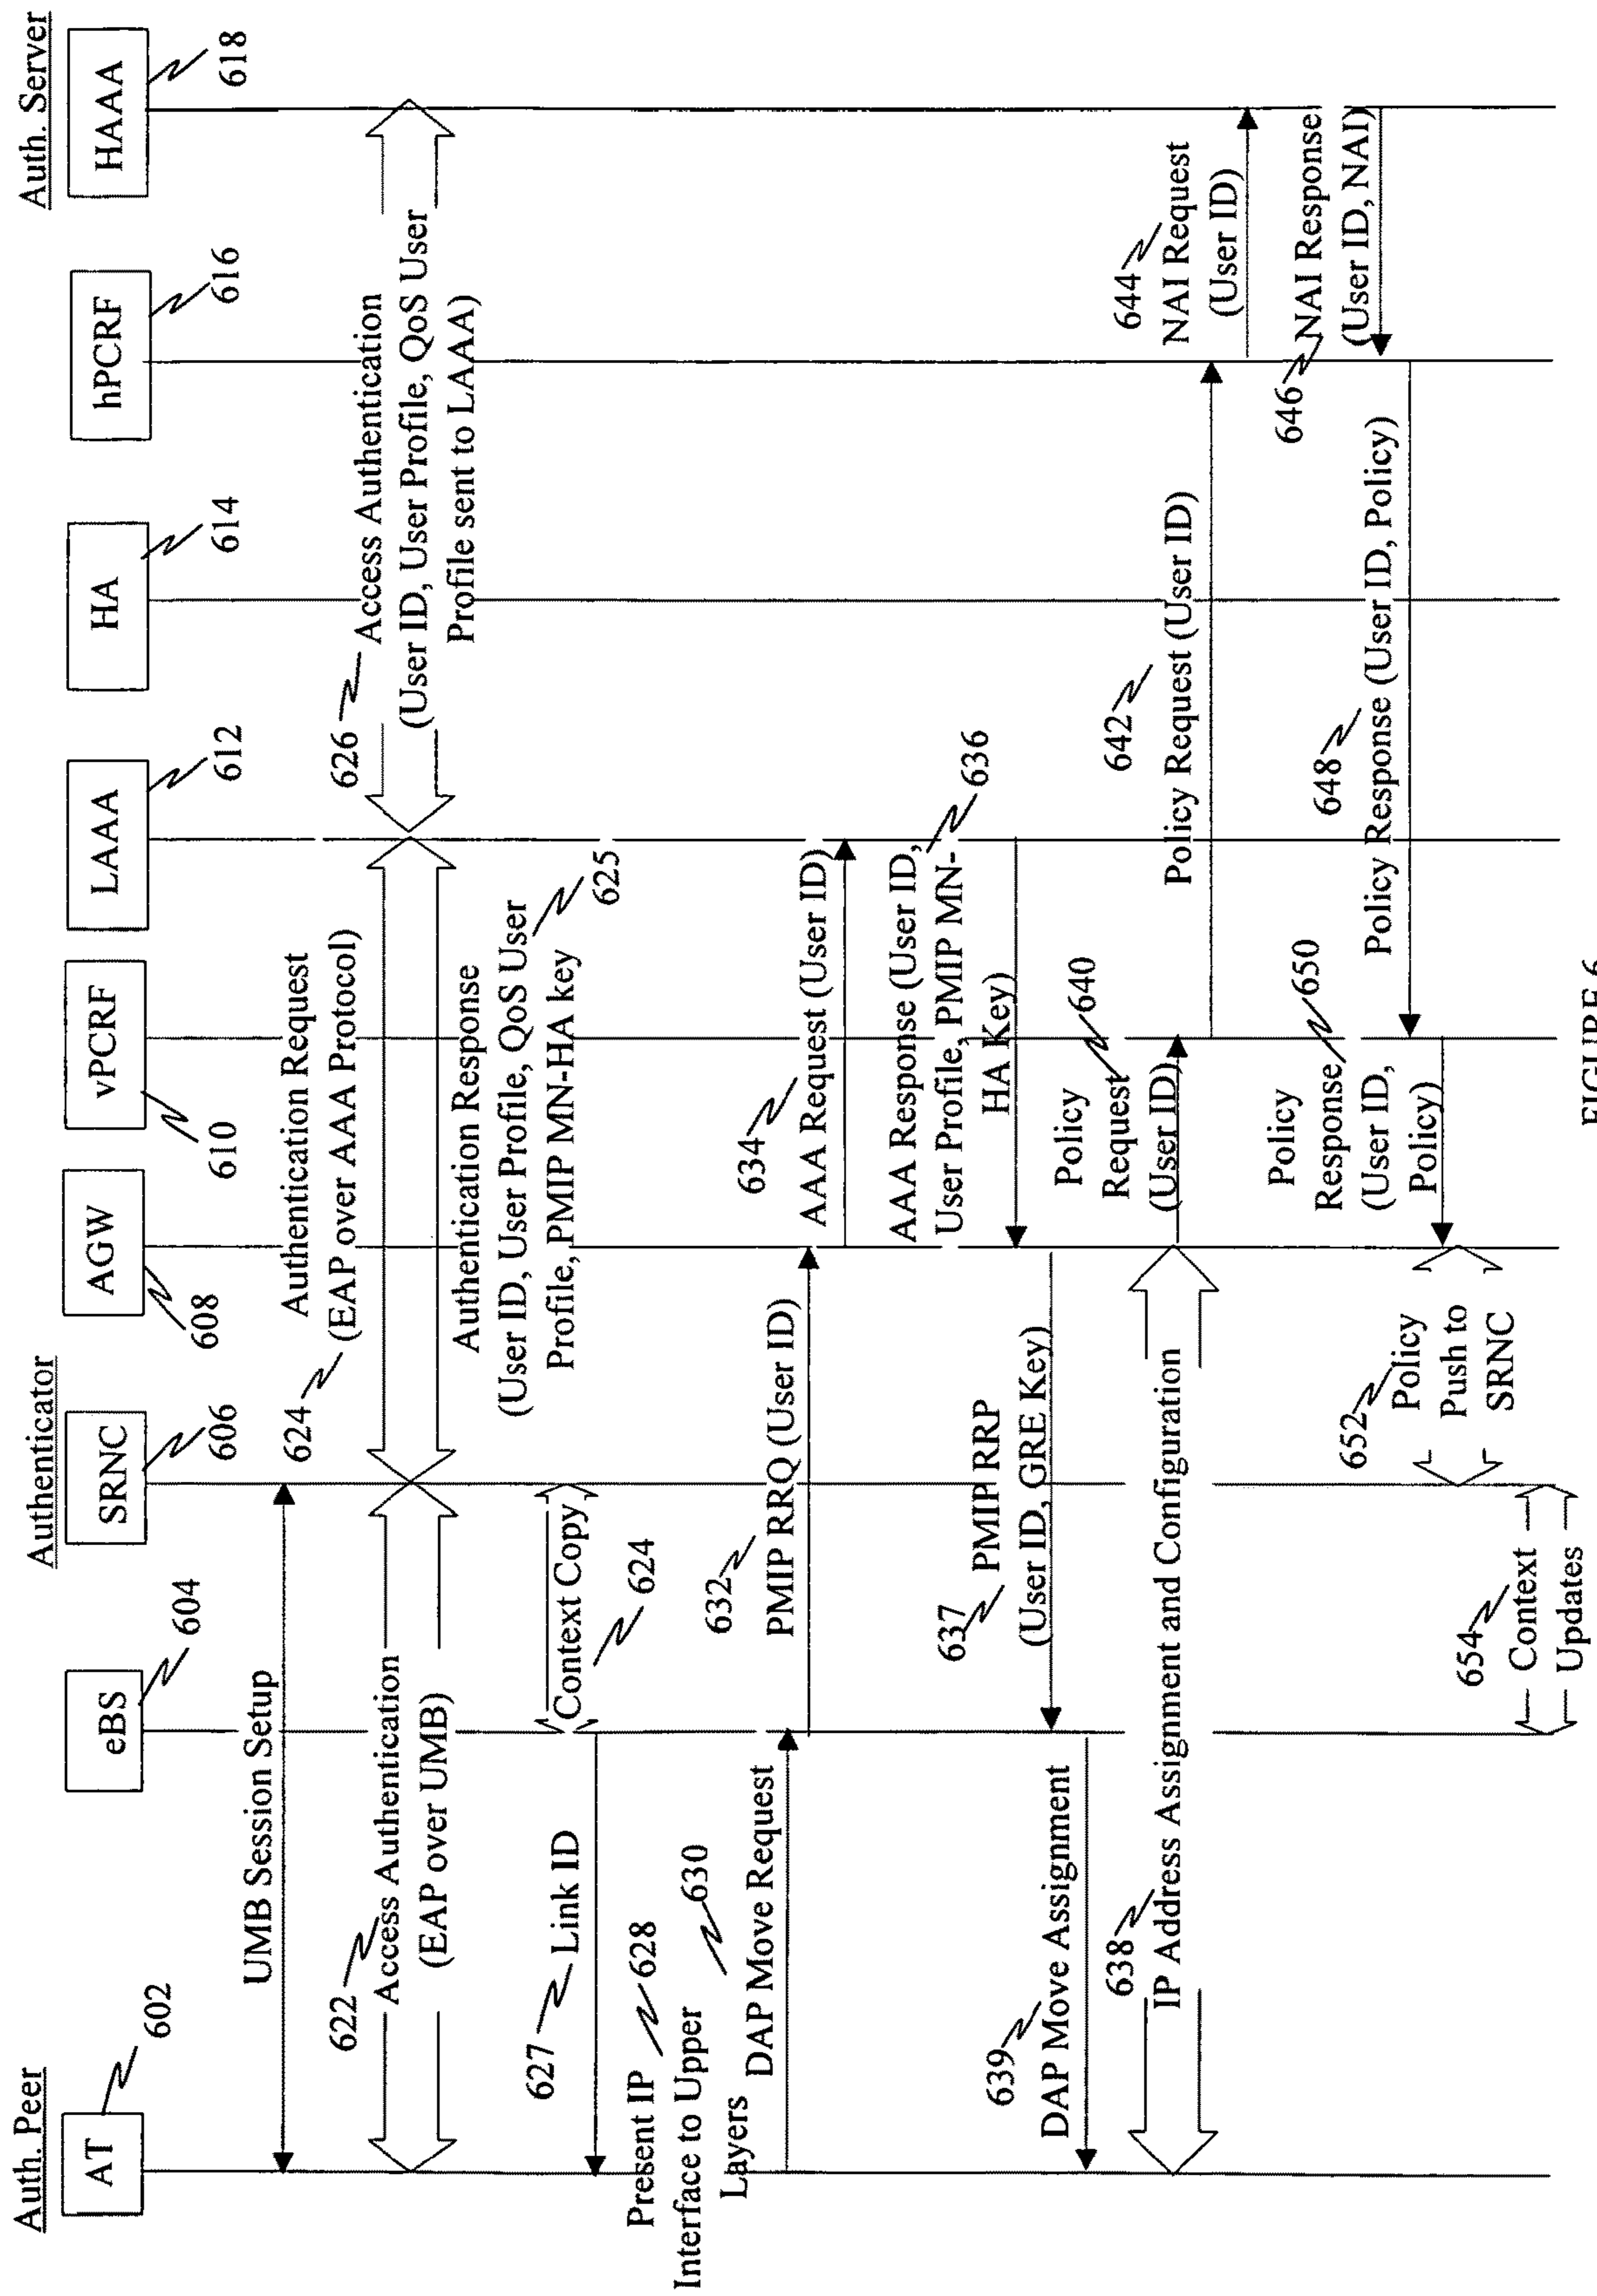 Auth. Peer
Authenticator
Auth. Server
AT
eBS
SRNC
AGW
vPCRF
LAAA
HA
hPCRF
HAAA
602
604
606
608
610
612
614
616
618
UMB Session Setup
622
Access Authentication
(EAP over UMB)
624
Authentication Request
(EAP over AAA Protocol)
Authentication Response
(User ID, User Profile, QoS User
Profile, PMIP MN-HA key
625
626
Access Authentication
(User ID, User Profile, QoS User
Profile sent to LAAA)
Context Copy
624
627
Link ID
Present IP
Interface to Upper
Layers
628
630
DAP Move Request
632
PMIP RRQ (User ID)
634
AAA Request (User ID)
AAA Response (User ID,
User Profile, PMIP MN-
HA Key)
636
637
PMIP RRP
(User ID, GRE Key)
639
DAP Move Assignment
638
IP Address Assignment and Configuration
640
Policy
Request
(User ID)
642
Policy Request (User ID)
644
NAI Request
(User ID)
646
NAI Response
(User ID, NAI)
648
Policy Response (User ID, Policy)
650
Policy
Response
(User ID,
Policy)
652
Policy
Push to
SRNC
654
Context
Updates
FIGURE 6